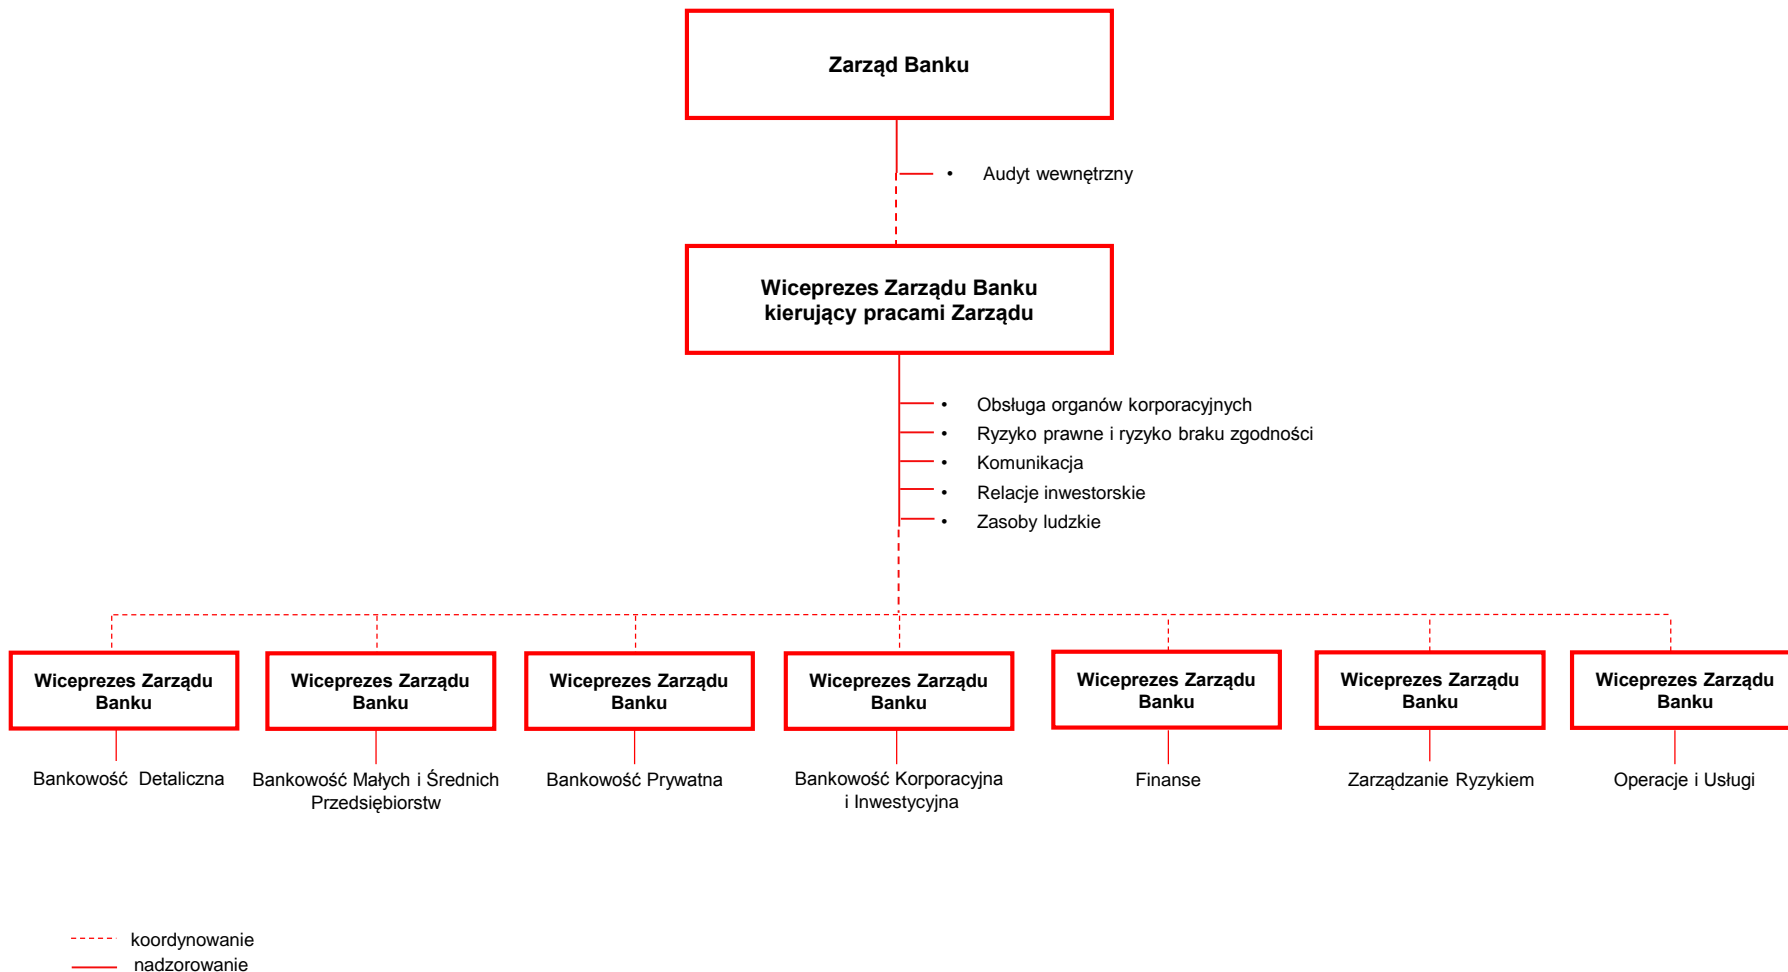 Zarząd Banku
• Audyt wewnętrzny
Wiceprezes Zarządu Banku
kierujący pracami Zarządu
• Obsługa organów korporacyjnych
• Ryzyko prawne i ryzyko braku zgodności
• Komunikacja
• Relacje inwestorskie
• Zasoby ludzkie
Wiceprezes Zarządu
Banku
Bankowość Detaliczna
Wiceprezes Zarządu
Banku
Bankowość Małych i Średnich
Przedsiębiorstw
Wiceprezes Zarządu
Banku
Bankowość Prywatna
Wiceprezes Zarządu
Banku
Bankowość Korporacyjna
i Inwestycyjna
Wiceprezes Zarządu
Banku
Finanse
Wiceprezes Zarządu
Banku
Zarządzanie Ryzykiem
Wiceprezes Zarządu
Banku
Operacje i Usługi
koordynowanie
nadzorowanie